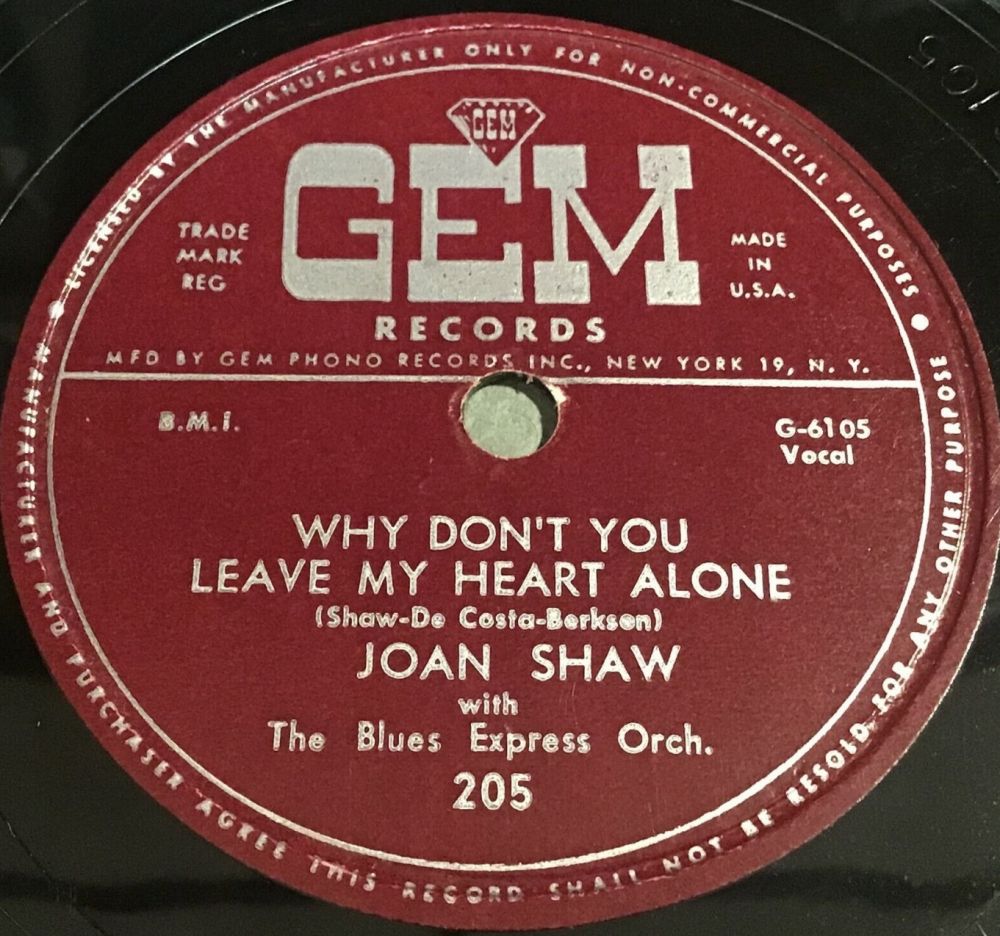 LICENSED BY THE MANUFACTURER ONLY FOR NON-COMMERCIAL PURPOSES •
MANUFACTURER AND PURCHASER AGREE THIS RECORD SHALL NOT BE RESOLD FOR ANY OTHER PURPOSE •
GEM
GEM
TRADE
MARK
REG
MADE
IN
U.S.A.
RECORDS
MFD BY GEM PHONO RECORDS INC., NEW YORK 19, N. Y.
B.M.I.
G-6105
Vocal
WHY DON'T YOU
LEAVE MY HEART ALONE
(Shaw-De Costa-Berksen)
JOAN SHAW
with
The Blues Express Orch.
205